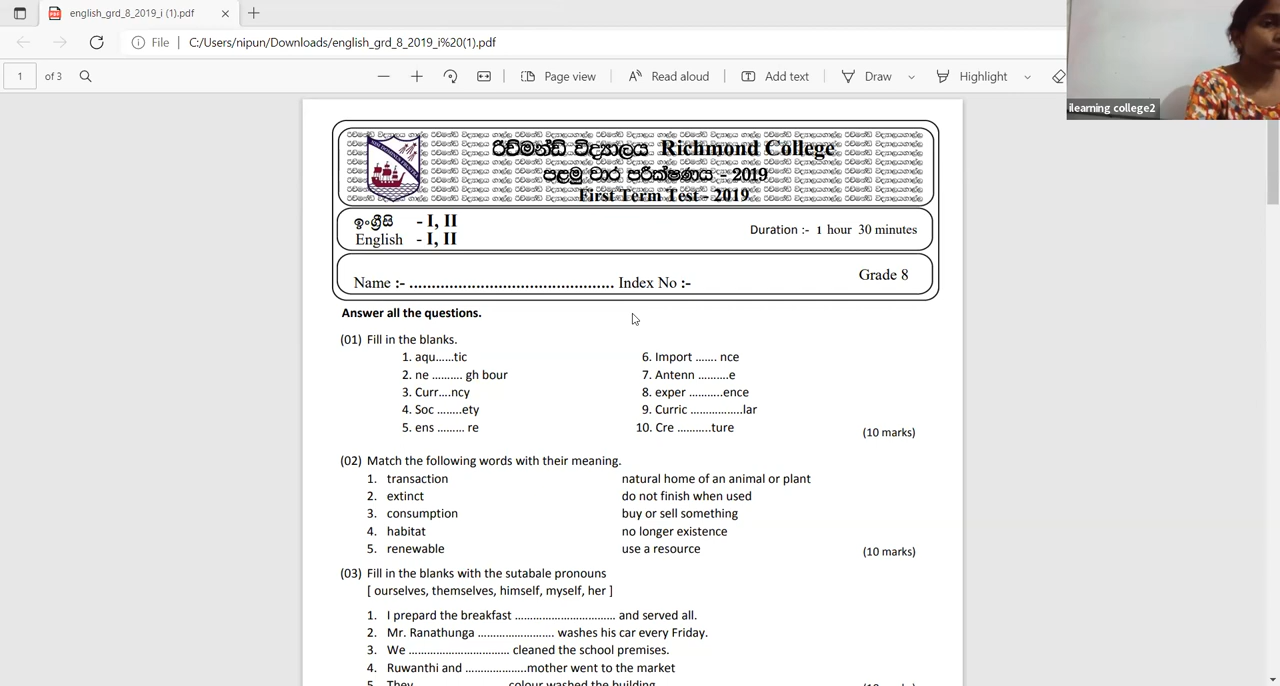 english_grd_8_2019_i (1).pdf
File C:/Users/nipun/Downloads/english_grd_8_2019_i%20(1).pdf
1 of 3 Page view Read aloud Add text Draw Highlight
ilearning college2
රිච්මන්ඩ් විද්‍යාලය Richmond College
පළමු වාර පරීක්ෂණය - 2019
First Term Test - 2019
ඉංග්‍රීසි - I, II
English - I, II
Duration :- 1 hour 30 minutes
Name :- .............................................. Index No :-
Grade 8
Answer all the questions.
(01) Fill in the blanks.
1. aqu......tic
2. ne .......... gh bour
3. Curr....ncy
4. Soc ........ety
5. ens ......... re
6. Import ....... nce
7. Antenn ..........e
8. exper ...........ence
9. Curric ................lar
10. Cre ...........ture
(10 marks)
(02) Match the following words with their meaning.
1. transaction natural home of an animal or plant
2. extinct do not finish when used
3. consumption buy or sell something
4. habitat no longer existence
5. renewable use a resource
(10 marks)
(03) Fill in the blanks with the sutabale pronouns
[ ourselves, themselves, himself, myself, her ]
1. I prepard the breakfast .............................. and served all.
2. Mr. Ranathunga ....................... washes his car every Friday.
3. We .............................. cleaned the school premises.
4. Ruwanthi and ..................mother went to the market
5. They colour washed the building
(10 marks)